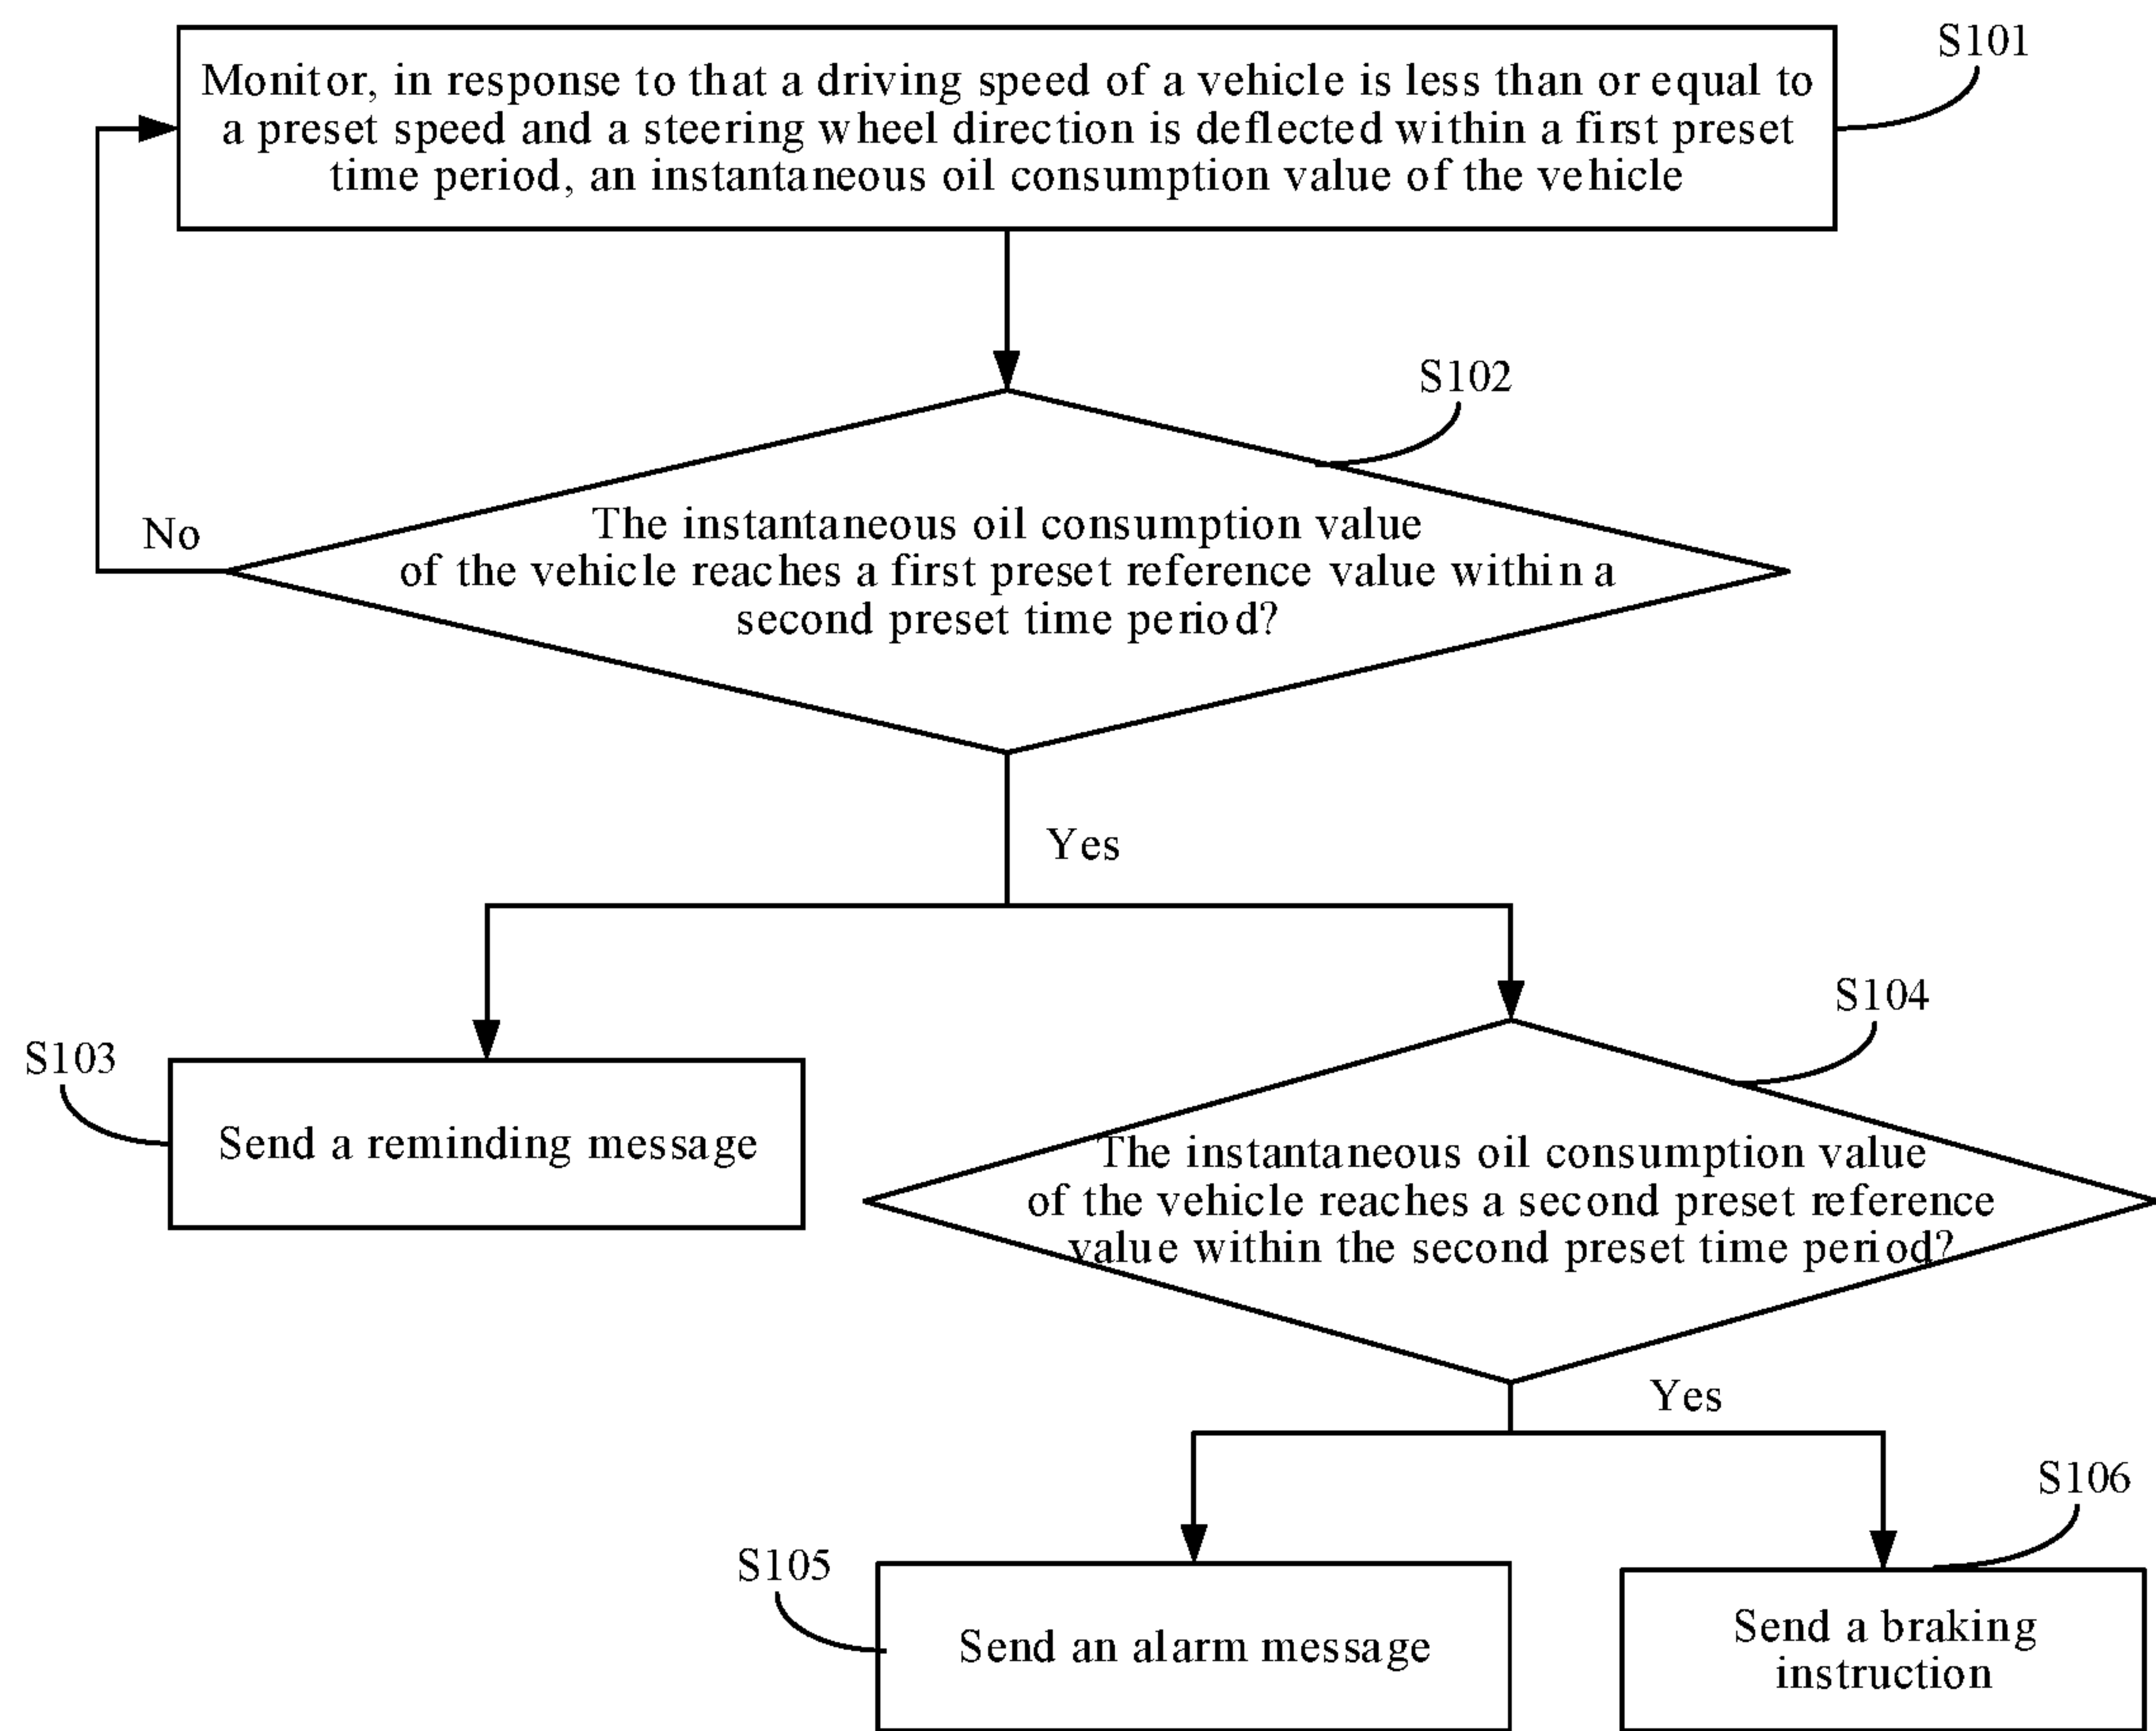 S101
Monitor, in response to that a driving speed of a vehicle is less than or equal to
a preset speed and a steering wheel direction is deflected within a first preset
time period, an instantaneous oil consumption value of the vehicle
S102
The instantaneous oil consumption value
of the vehicle reaches a first preset reference value within a
second preset time period?
No
Yes
S103
Send a reminding message
S104
The instantaneous oil consumption value
of the vehicle reaches a second preset reference
value within the second preset time period?
Yes
S105
Send an alarm message
S106
Send a braking
instruction